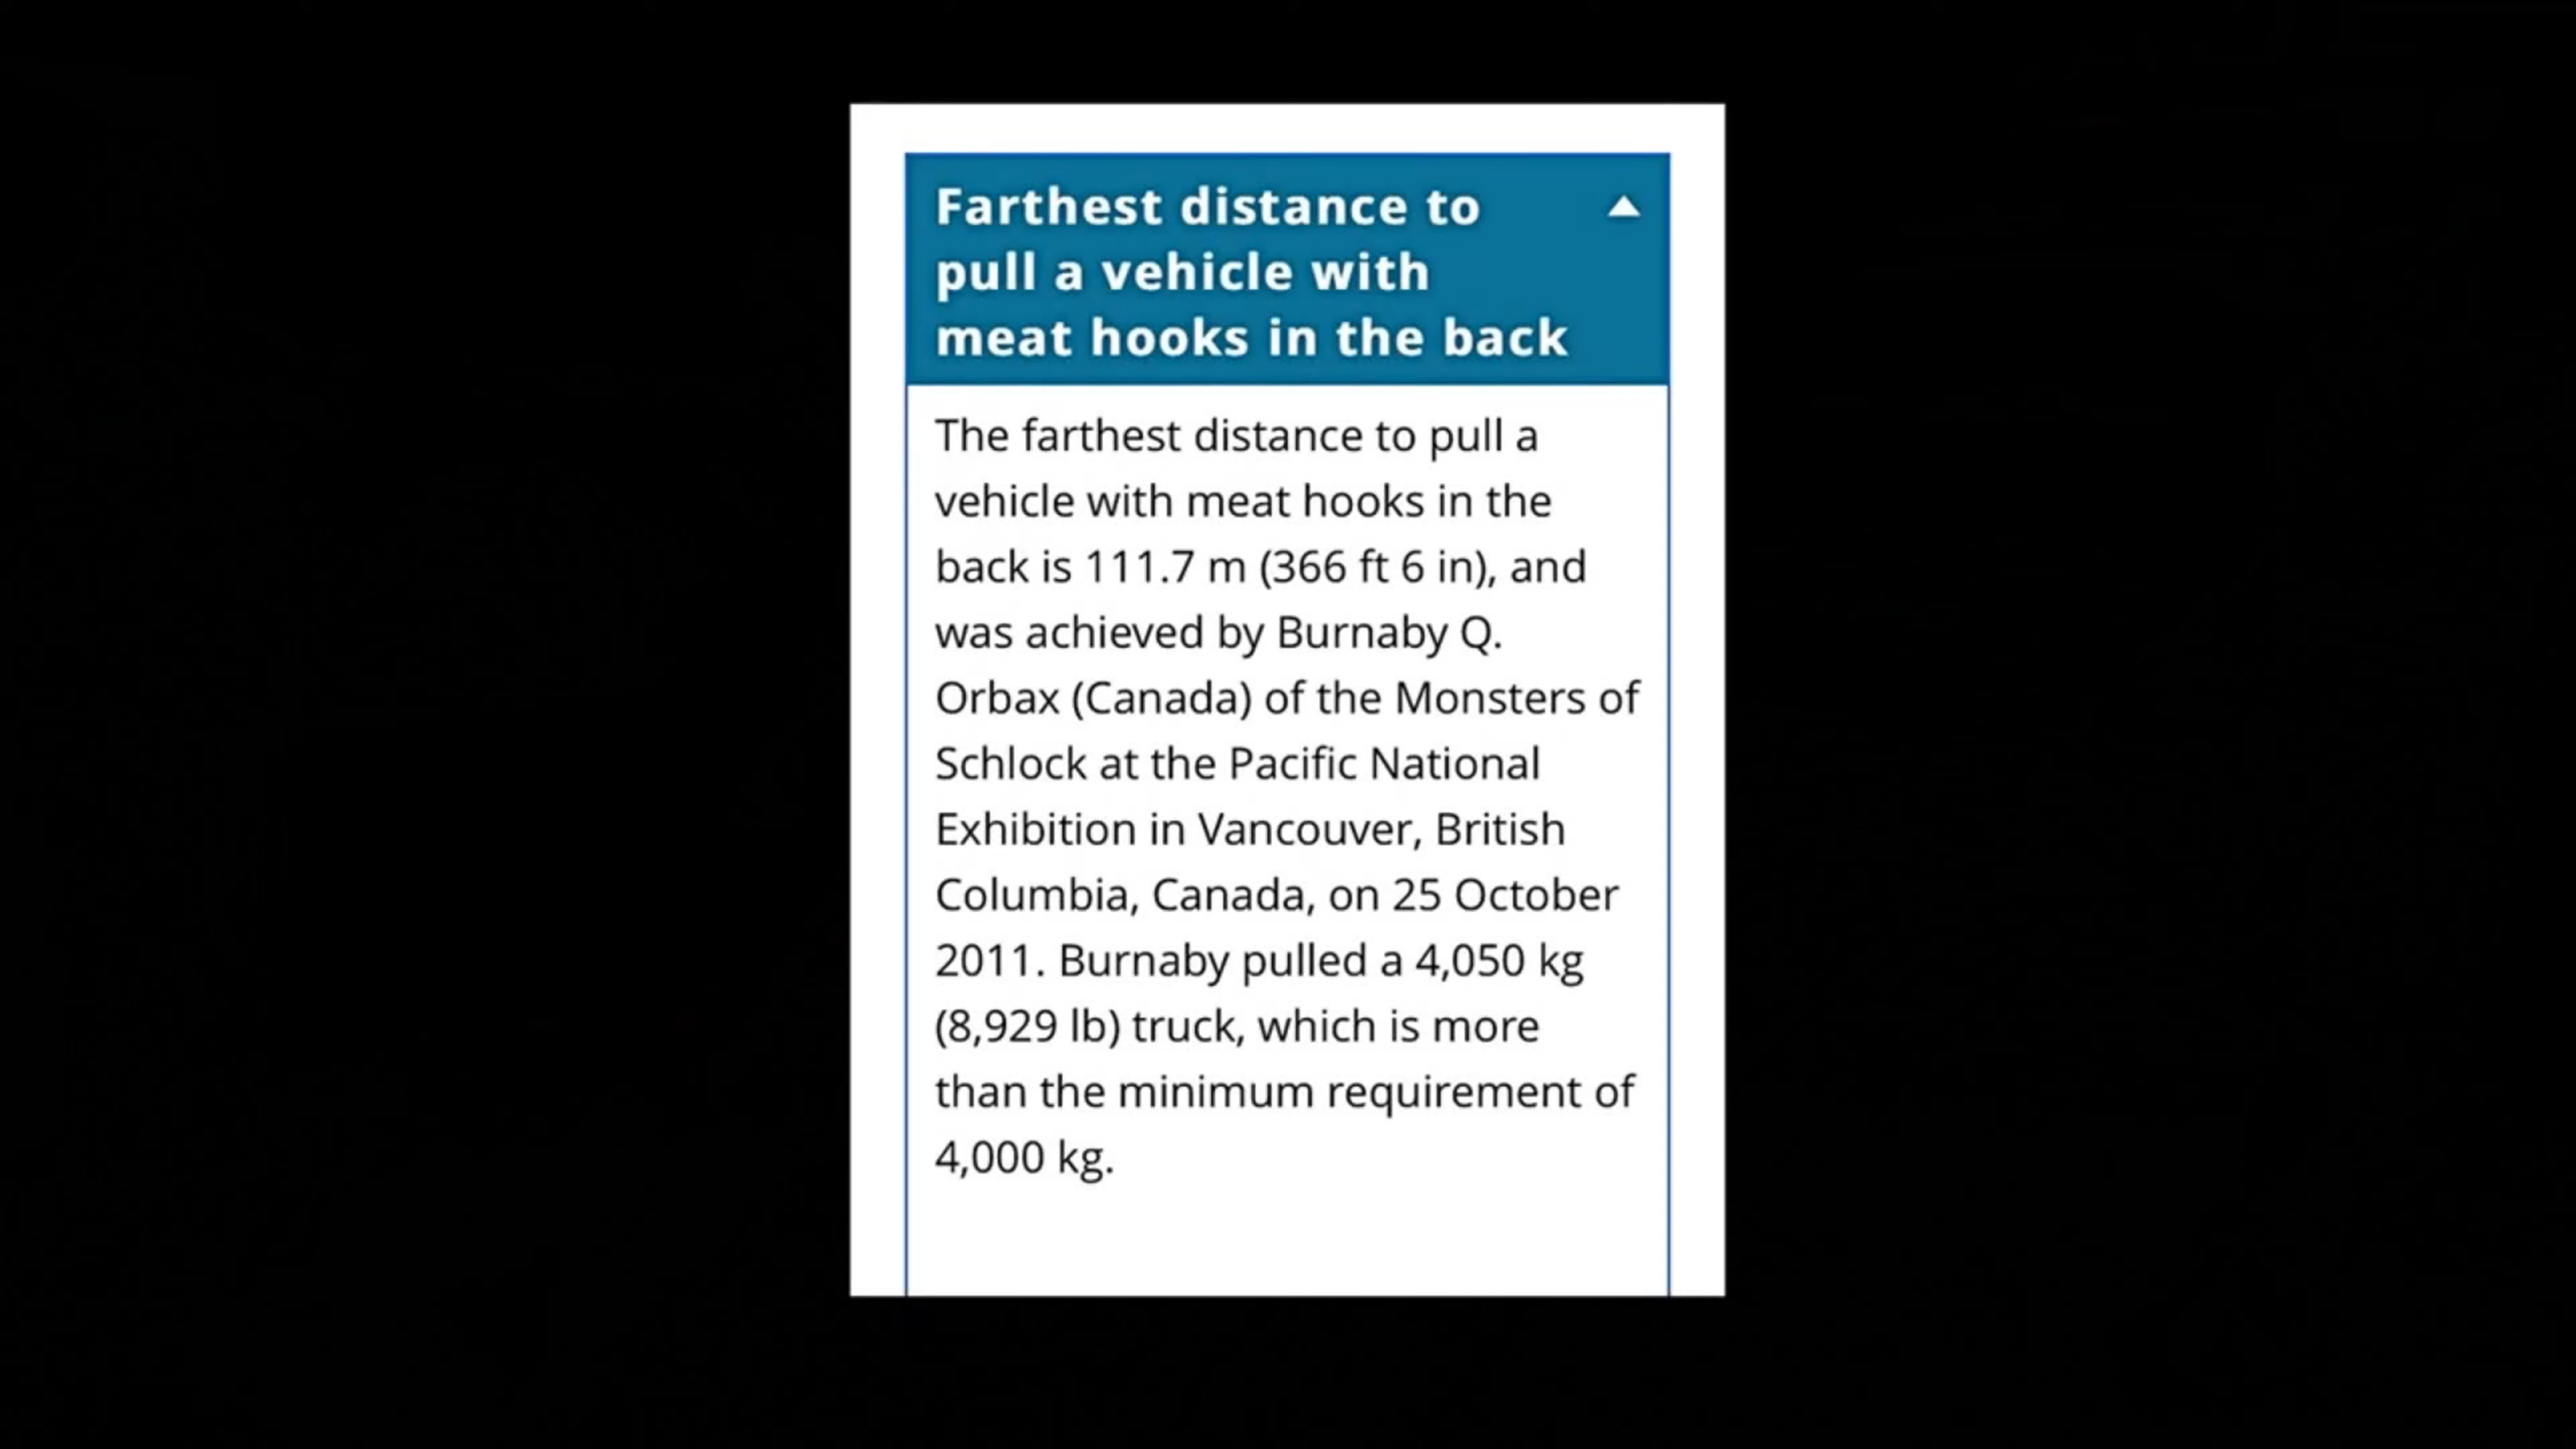 Farthest distance to
pull a vehicle with
meat hooks in the back
The farthest distance to pull a
vehicle with meat hooks in the
back is 111.7 m (366 ft 6 in), and
was achieved by Burnaby Q.
Orbax (Canada) of the Monsters of
Schlock at the Pacific National
Exhibition in Vancouver, British
Columbia, Canada, on 25 October
2011. Burnaby pulled a 4,050 kg
(8,929 lb) truck, which is more
than the minimum requirement of
4,000 kg.